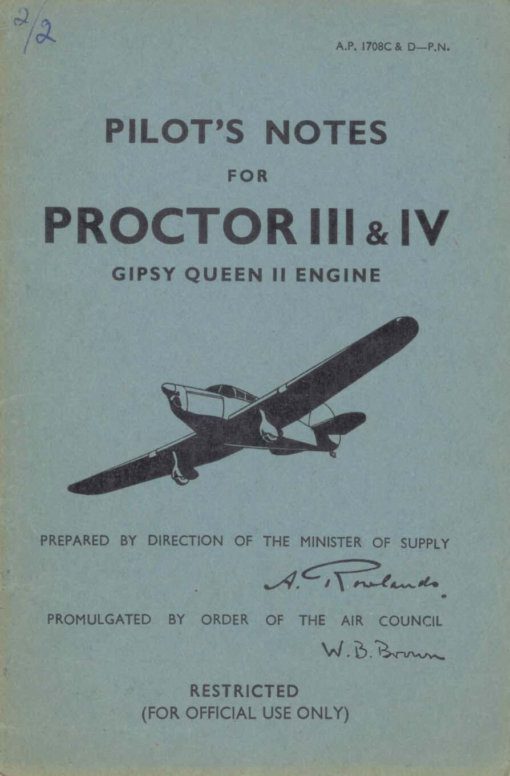 2/2
A.P. 1708C & D—P.N.
PILOT'S NOTES
FOR
PROCTOR III & IV
GIPSY QUEEN II ENGINE
PREPARED BY DIRECTION OF THE MINISTER OF SUPPLY
A. Rowlands.
PROMULGATED BY ORDER OF THE AIR COUNCIL
W.B.Brown
RESTRICTED
(FOR OFFICIAL USE ONLY)